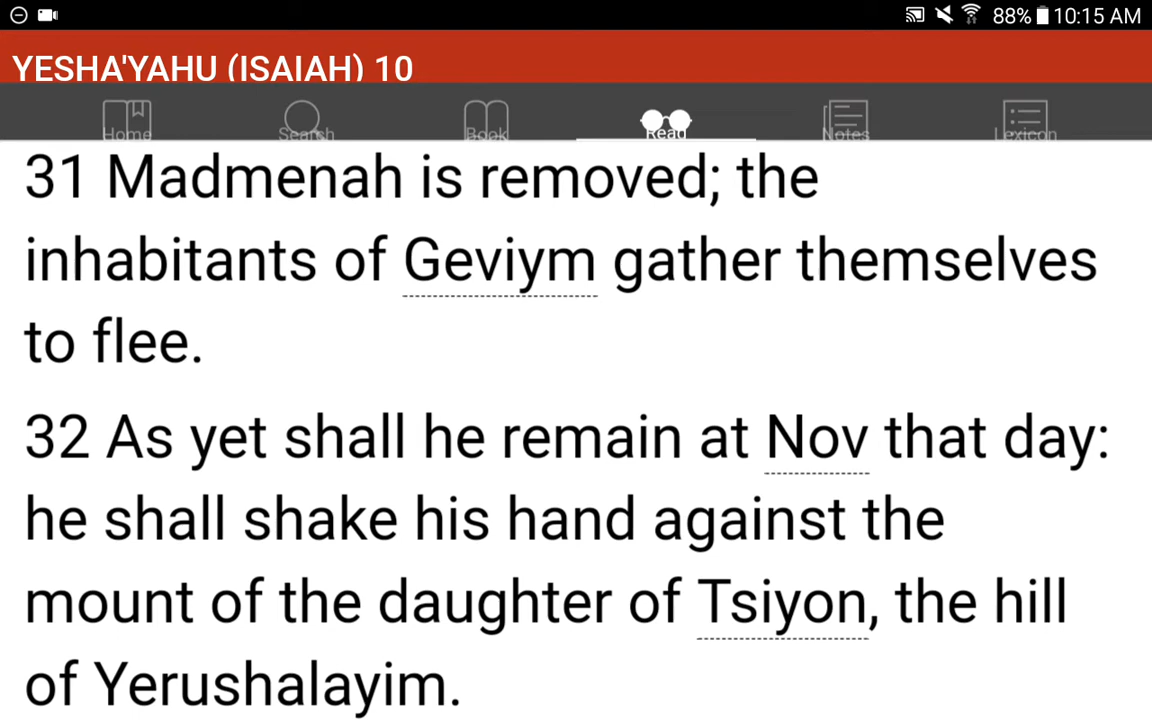 88% 10:15 AM
YESHA'YAHU (ISAIAH) 10
Home Search Book Read Notes Lexicon
31 Madmenah is removed; the
inhabitants of Geviym gather themselves
to flee.
32 As yet shall he remain at Nov that day:
he shall shake his hand against the
mount of the daughter of Tsiyon, the hill
of Yerushalayim.